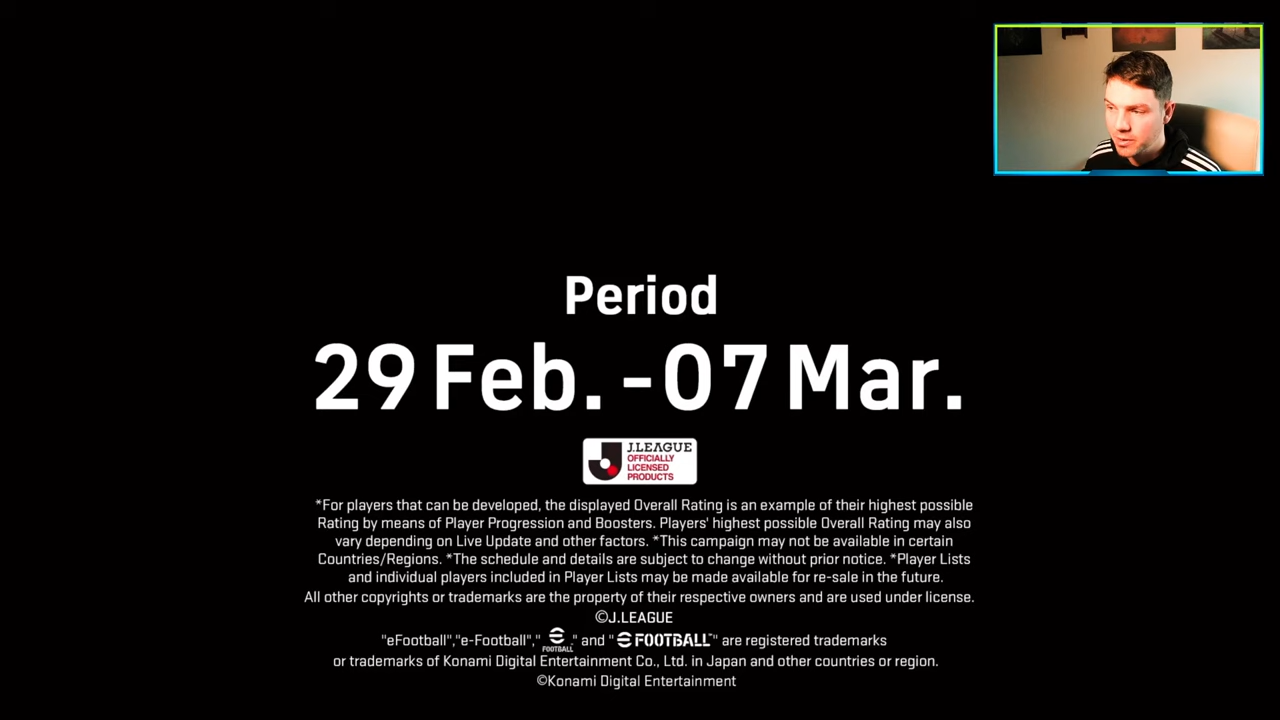 Period
29 Feb. - 07 Mar.
J.LEAGUE
OFFICIALLY
LICENSED
PRODUCTS
*For players that can be developed, the displayed Overall Rating is an example of their highest possible
Rating by means of Player Progression and Boosters. Players' highest possible Overall Rating may also
vary depending on Live Update and other factors. *This campaign may not be available in certain
Countries/Regions. *The schedule and details are subject to change without prior notice. *Player Lists
and individual players included in Player Lists may be made available for re-sale in the future.
All other copyrights or trademarks are the property of their respective owners and are used under license.
©J.LEAGUE
"eFootball","e-Football"," e FOOTBALL " and " eFOOTBALL™" are registered trademarks
or trademarks of Konami Digital Entertainment Co., Ltd. in Japan and other countries or region.
©Konami Digital Entertainment